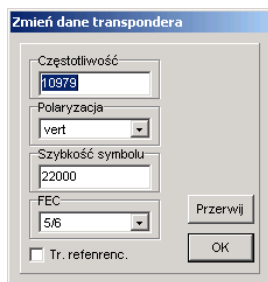 Zmień dane transpondera
Częstotliwość
10979
Polaryzacja
vert
Szybkość symbolu
22000
FEC
5/6
Przerwij
Tr. refenrenc.
OK